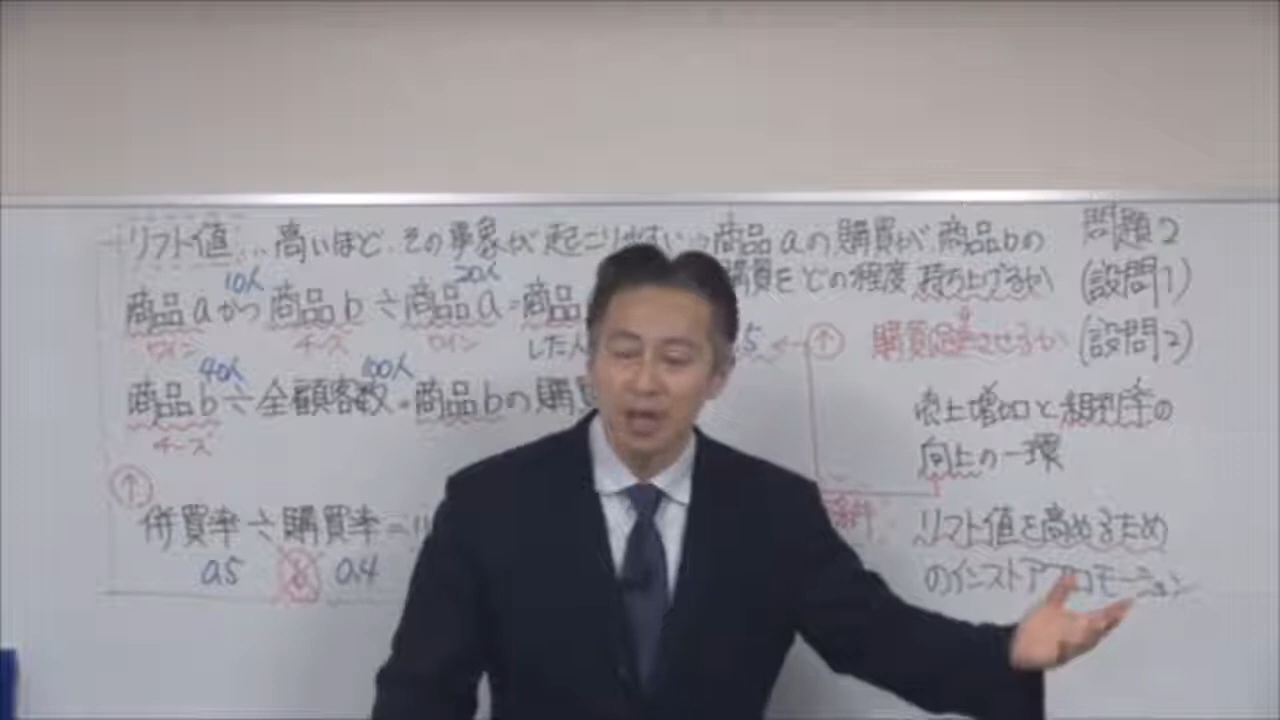 リフト値… 高いほど その事象が 起こりやすい⇒商品aの購買が 商品bの
購買をどの程度 持ち上げるか
10人 20人
商品aから商品b÷商品a=商品
ワイン チーズ ワイン
した人
5 ← ↑ 購買促進させるか
40人 100人
商品b÷全顧客数=商品bの購買
チーズ
↑
併買率÷購買率=リ
0.5 ÷ 0.4
問題2
(設問1)
(設問2)
売上増加と粗利率の
向上の一環
リフト値を高めるため
のインストアプロモーション